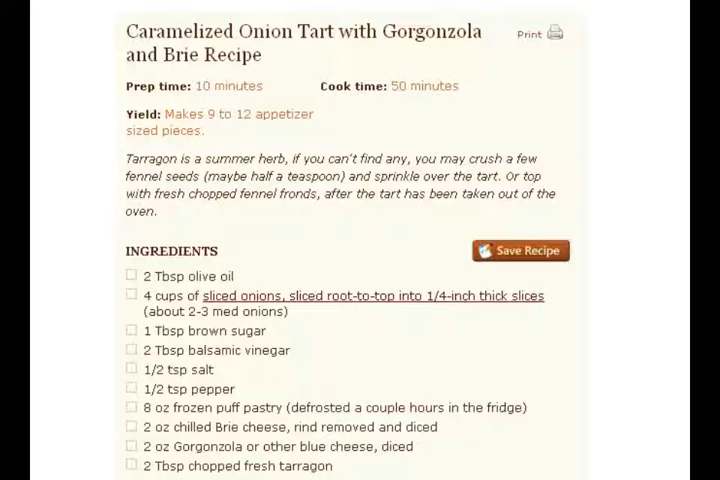 Caramelized Onion Tart with Gorgonzola
and Brie Recipe
Print
Prep time: 10 minutes
Cook time: 50 minutes
Yield: Makes 9 to 12 appetizer
sized pieces.
Tarragon is a summer herb, if you can't find any, you may crush a few
fennel seeds (maybe half a teaspoon) and sprinkle over the tart. Or top
with fresh chopped fennel fronds, after the tart has been taken out of the
oven.
INGREDIENTS
Save Recipe
2 Tbsp olive oil
4 cups of sliced onions, sliced root-to-top into 1/4-inch thick slices
(about 2-3 med onions)
1 Tbsp brown sugar
2 Tbsp balsamic vinegar
1/2 tsp salt
1/2 tsp pepper
8 oz frozen puff pastry (defrosted a couple hours in the fridge)
2 oz chilled Brie cheese, rind removed and diced
2 oz Gorgonzola or other blue cheese, diced
2 Tbsp chopped fresh tarragon